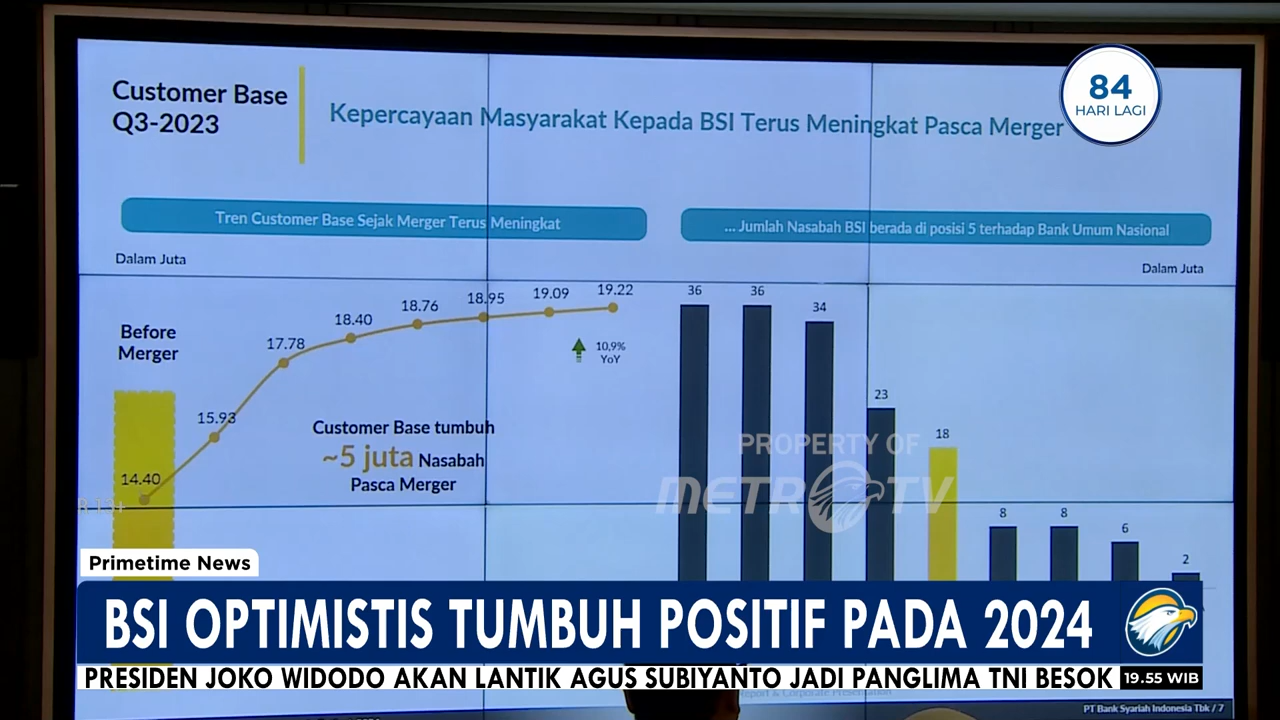 Customer Base
Q3-2023
Kepercayaan Masyarakat Kepada BSI Terus Meningkat Pasca Merger
84
HARI LAGI
Tren Customer Base Sejak Merger Terus Meningkat
... Jumlah Nasabah BSI berada di posisi 5 terhadap Bank Umum Nasional
Dalam Juta
Dalam Juta
Before
Merger
14.40
15.93
17.78
18.40
18.76
18.95
19.09
19.22
10,9%
YoY
Customer Base tumbuh
~5 juta Nasabah
Pasca Merger
36
36
34
23
18
8
8
6
2
PROPERTY OF
METRO TV
Primetime News
BSI OPTIMISTIS TUMBUH POSITIF PADA 2024
PRESIDEN JOKO WIDODO AKAN LANTIK AGUS SUBIYANTO JADI PANGLIMA TNI BESOK
19.55 WIB
Report & Corporate Presentation
PT Bank Syariah Indonesia Tbk / 7